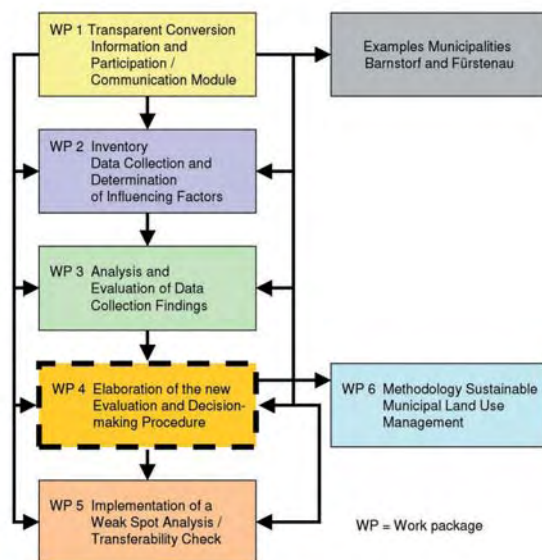 WP 1 Transparent Conversion
Information and
Participation /
Communication Module
Examples Municipalities
Barnstorf and Fürstenau
WP 2 Inventory
Data Collection and
Determination
of Influencing Factors
WP 3 Analysis and
Evaluation of Data
Collection Findings
WP 4 Elaboration of the new
Evaluation and Decision-
making Procedure
WP 6 Methodology Sustainable
Municipal Land Use
Management
WP 5 Implementation of a
Weak Spot Analysis /
Transferability Check
WP = Work package